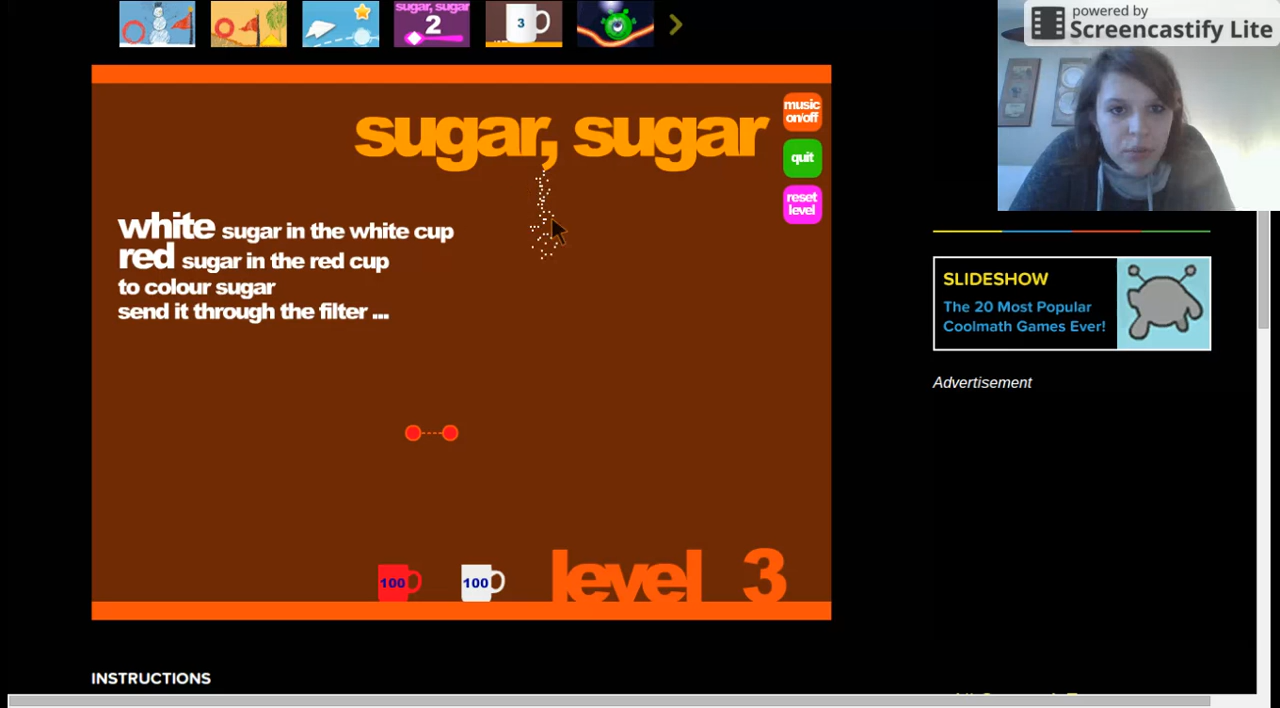 powered by
Screencastify Lite
sugar, sugar
2
3
sugar, sugar
music
on/off
quit
reset
level
white sugar in the white cup
red sugar in the red cup
to colour sugar
send it through the filter ...
SLIDESHOW
The 20 Most Popular
Coolmath Games Ever!
Advertisement
100
100
level 3
INSTRUCTIONS